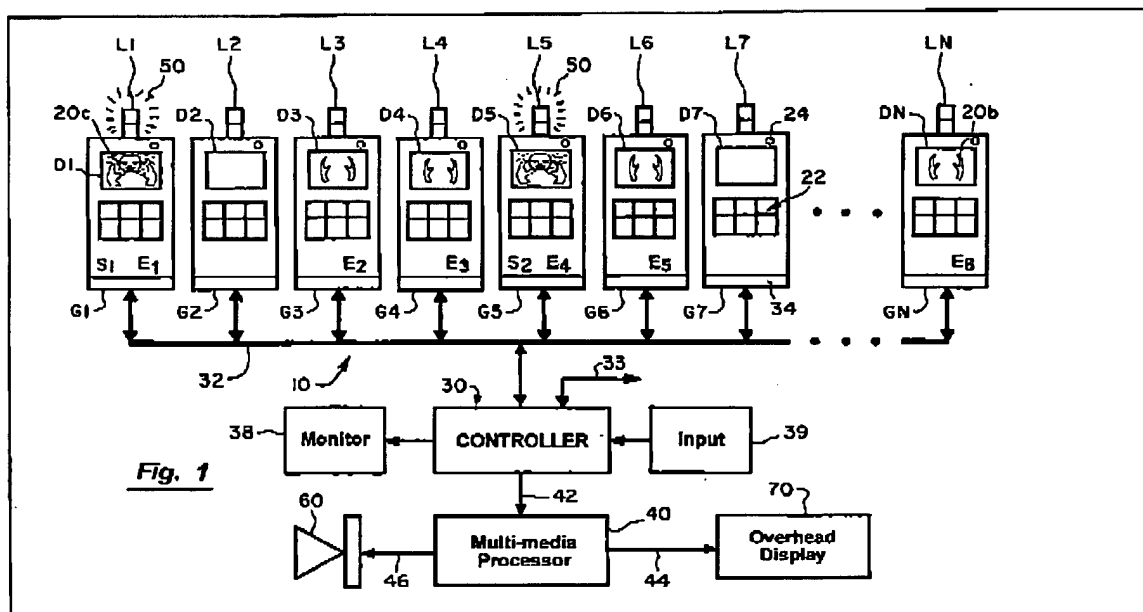 L1 L2 L3 L4 L5 L6 L7 LN
50 50
20c D1 D2 D3 D4 D5 D6 D7 24 DN 20b
22
S1 E1 E2 E3 S2 E4 E5 E8
34
G1 G2 G3 G4 G5 G6 G7 GN
32 10 30 33
38 Monitor CONTROLLER Input 39
Fig. 1
42
60 40 70
Multi-media
Processor
Overhead
Display
46 44